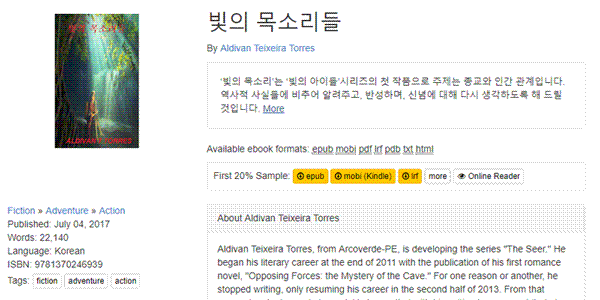 빛의 목소리들
By Aldivan Teixeira Torres
'빛의 목소리'는 '빛의 아이들'시리즈의 첫 작품으로 주제는 종교와 인간 관계입니다.
역사적 사실들에 비추어 알려주고, 반성하며, 신념에 대해 다시 생각하도록 해 드릴
것입니다. More
Available ebook formats: epub mobi pdf lrf pdb txt html
First 20% Sample: epub mobi (Kindle) lrf more Online Reader
ALDIVAN TORRES
Fiction » Adventure » Action
Published: July 04, 2017
Words: 22,140
Language: Korean
ISBN: 9781370246939
Tags: fiction adventure action
About Aldivan Teixeira Torres
Aldivan Teixeira Torres, from Arcoverde-PE, is developing the series "The Seer." He
began his literary career at the end of 2011 with the publication of his first romance
novel, "Opposing Forces: the Mystery of the Cave." For one reason or another, he
stopped writing, only resuming his career in the second half of 2013. From that